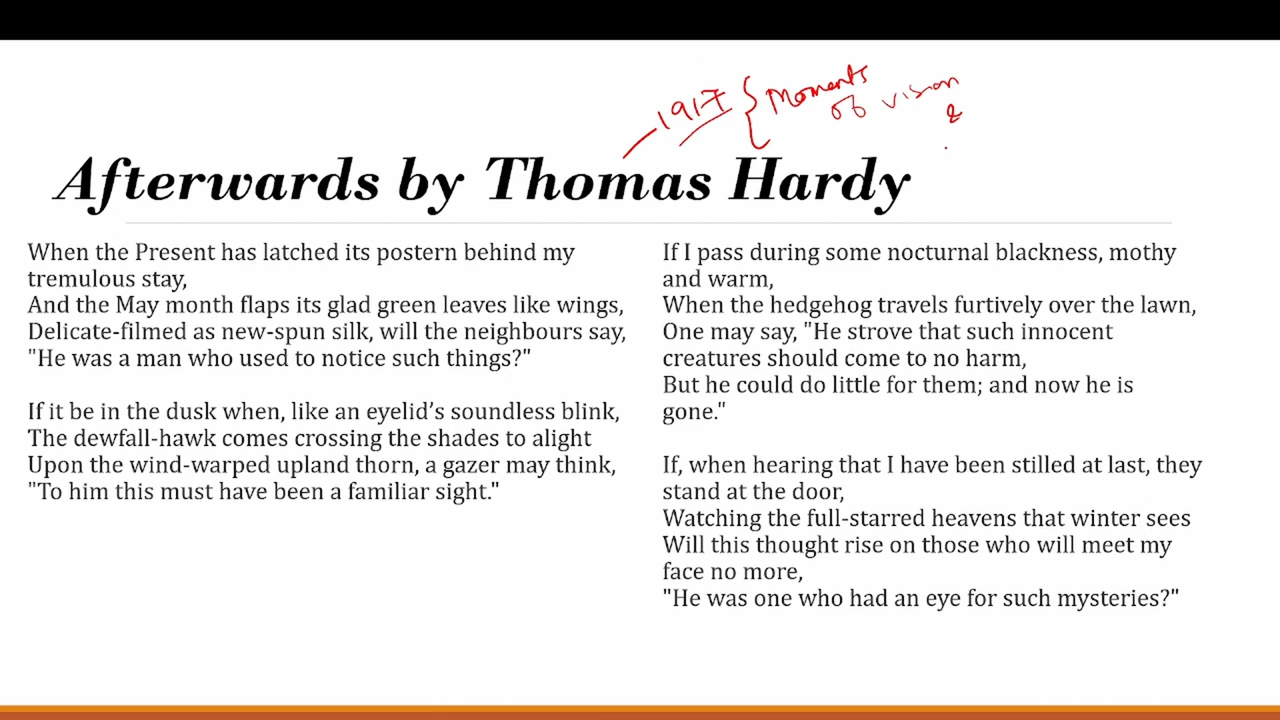 1917 { Moments
of vision
&
Afterwards by Thomas Hardy
When the Present has latched its postern behind my
tremulous stay,
And the May month flaps its glad green leaves like wings,
Delicate-filmed as new-spun silk, will the neighbours say,
"He was a man who used to notice such things?"
If it be in the dusk when, like an eyelid’s soundless blink,
The dewfall-hawk comes crossing the shades to alight
Upon the wind-warped upland thorn, a gazer may think,
"To him this must have been a familiar sight."
If I pass during some nocturnal blackness, mothy
and warm,
When the hedgehog travels furtively over the lawn,
One may say, "He strove that such innocent
creatures should come to no harm,
But he could do little for them; and now he is
gone."
If, when hearing that I have been stilled at last, they
stand at the door,
Watching the full-starred heavens that winter sees
Will this thought rise on those who will meet my
face no more,
"He was one who had an eye for such mysteries?"